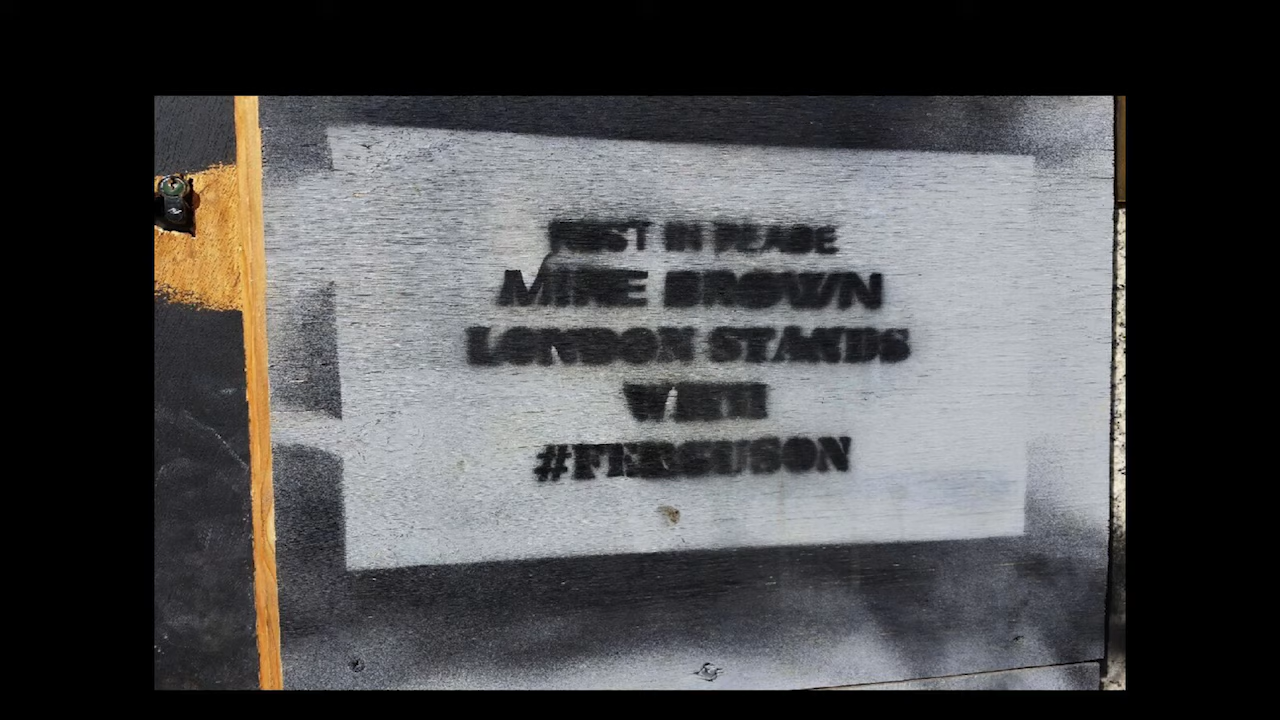 REST IN PEACE
MIKE BROWN
LONDON STANDS
WITH
#FERGUSON